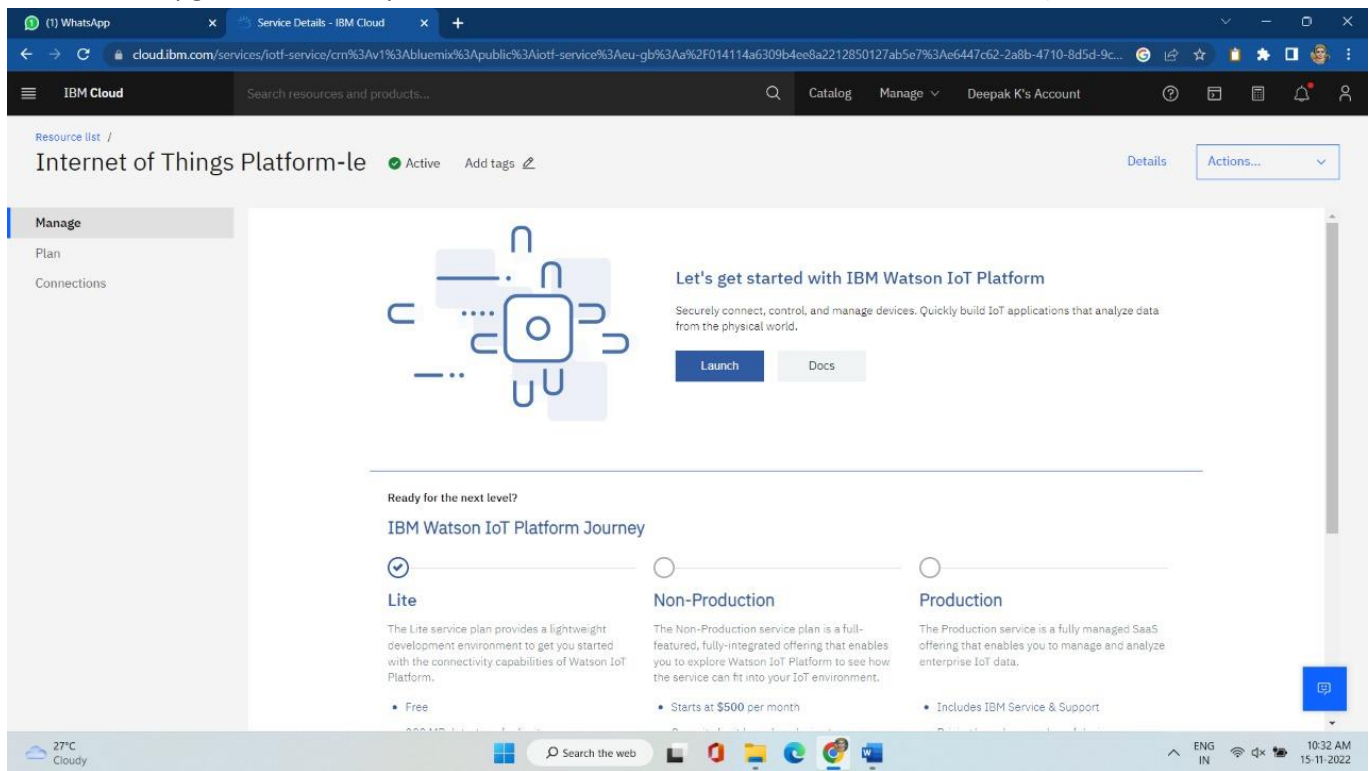 (1) WhatsApp
Service Details - IBM Cloud
cloud.ibm.com/services/iotf-service/crn%3Av1%3Abluemix%3Apublic%3Aiotf-service%3Aeu-gb%3Aa%2F014114a6309b4ee8a2212850127ab5e7%3Ae6447c62-2a8b-4710-8d5d-9c...
IBM Cloud
Search resources and products...
Catalog
Manage
Deepak K's Account
Resource list /
Internet of Things Platform-le
Active
Add tags
Details
Actions...
Manage
Plan
Connections
Let's get started with IBM Watson IoT Platform
Securely connect, control, and manage devices. Quickly build IoT applications that analyze data
from the physical world.
Launch
Docs
Ready for the next level?
IBM Watson IoT Platform Journey
Lite
The Lite service plan provides a lightweight
development environment to get you started
with the connectivity capabilities of Watson IoT
Platform.
• Free
Non-Production
The Non-Production service plan is a full-
featured, fully-integrated offering that enables
you to explore Watson IoT Platform to see how
the service can fit into your IoT environment.
• Starts at $500 per month
Production
The Production service is a fully managed SaaS
offering that enables you to manage and analyze
enterprise IoT data.
• Includes IBM Service & Support
27°C
Cloudy
Search the web
ENG
IN
10:32 AM
15-11-2022